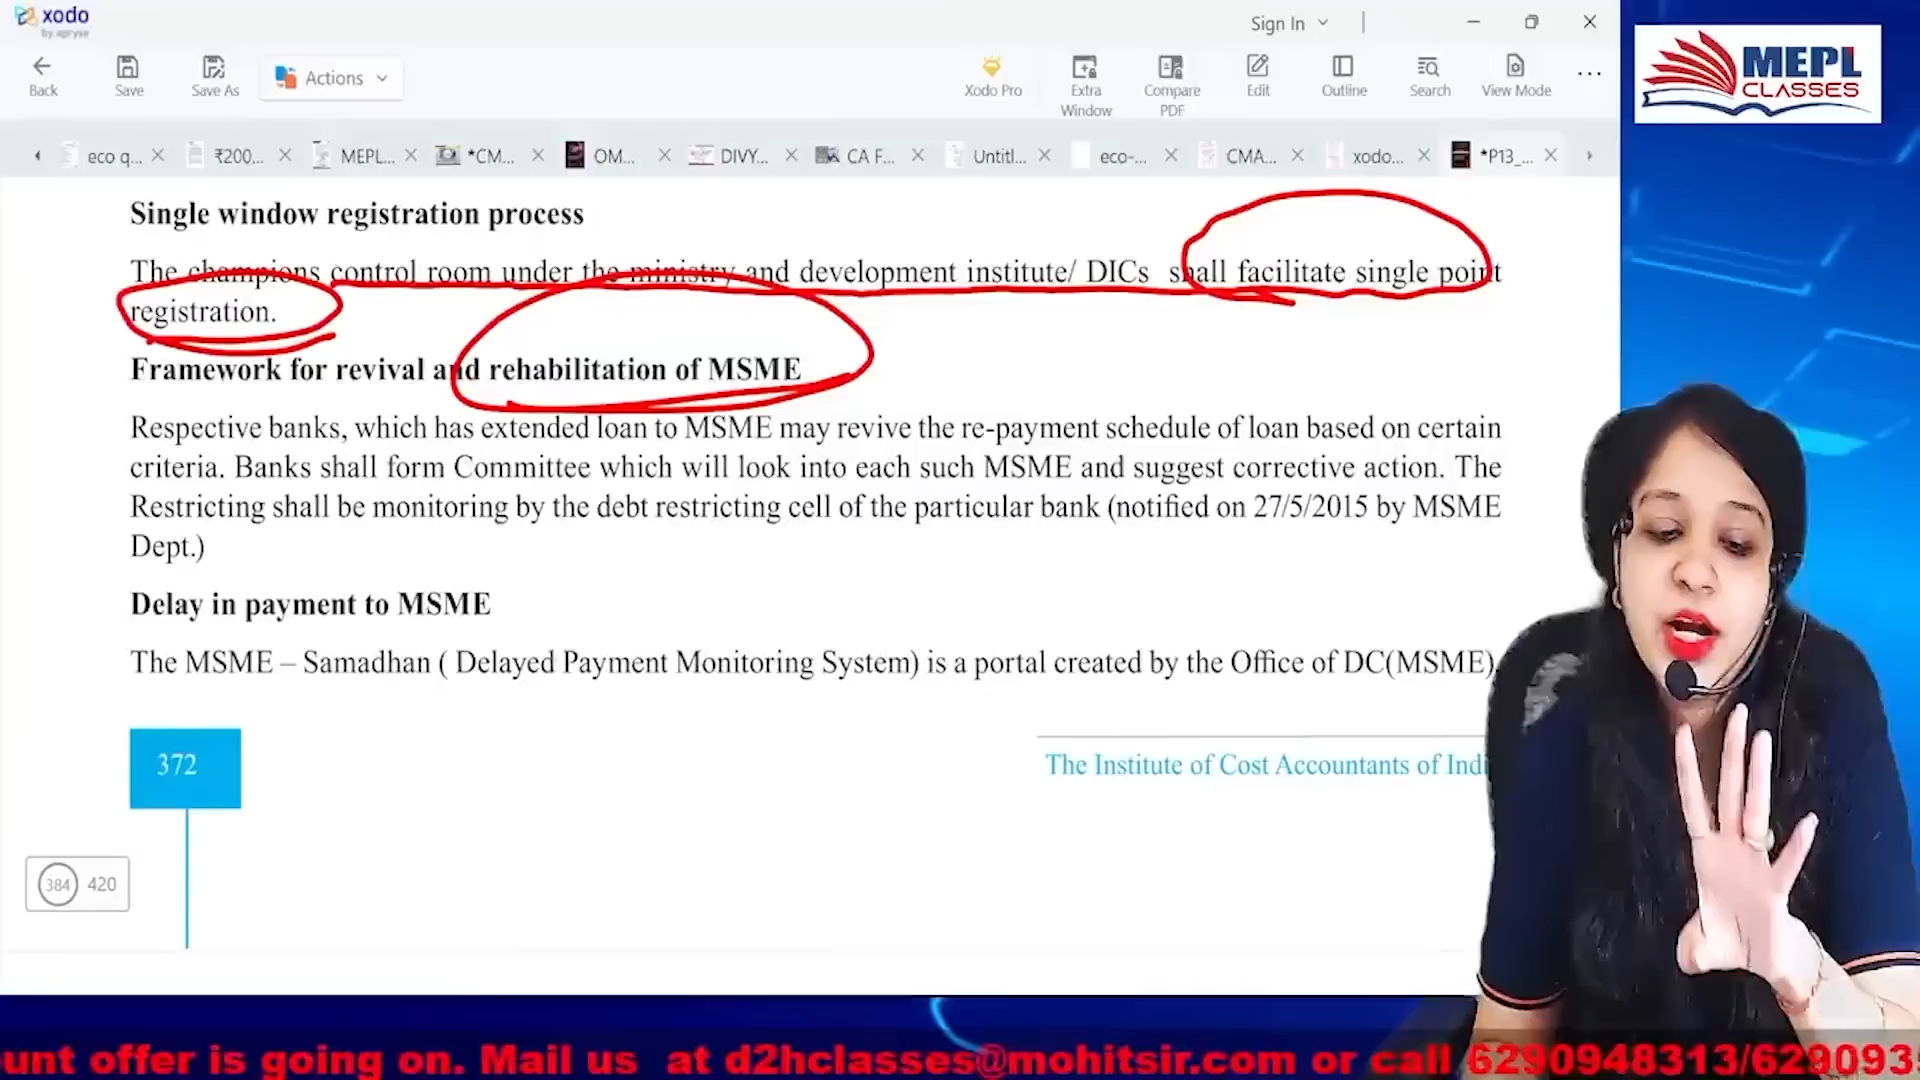 xodo
by apryse
Sign In
Back
Save
Save As
Actions
Xodo Pro
Extra Window
Compare PDF
Edit
Outline
Search
View Mode
eco q...
₹200...
MEPL...
*CM...
OM...
DIVY...
CA F...
Untitl...
eco-...
CMA...
xodo...
*P13_...
MEPL
CLASSES
Single window registration process
The champions control room under the ministry and development institute/ DICs shall facilitate single point
registration.
Framework for revival and rehabilitation of MSME
Respective banks, which has extended loan to MSME may revive the re-payment schedule of loan based on certain
criteria. Banks shall form Committee which will look into each such MSME and suggest corrective action. The
Restricting shall be monitoring by the debt restricting cell of the particular bank (notified on 27/5/2015 by MSME
Dept.)
Delay in payment to MSME
The MSME – Samadhan ( Delayed Payment Monitoring System) is a portal created by the Office of DC(MSME),
372
The Institute of Cost Accountants of Indi
384 420
unt offer is going on. Mail us at d2hclasses@mohitsir.com or call 6290948313/629093